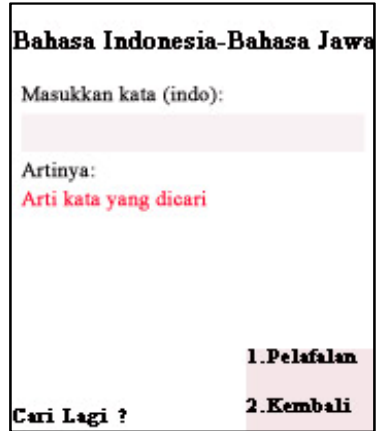 Bahasa Indonesia-Bahasa Jawa
Masukkan kata (indo):
Artinya:
Arti kata yang dicari
1.Pelafalan
2.Kembali
Cari Lagi ?